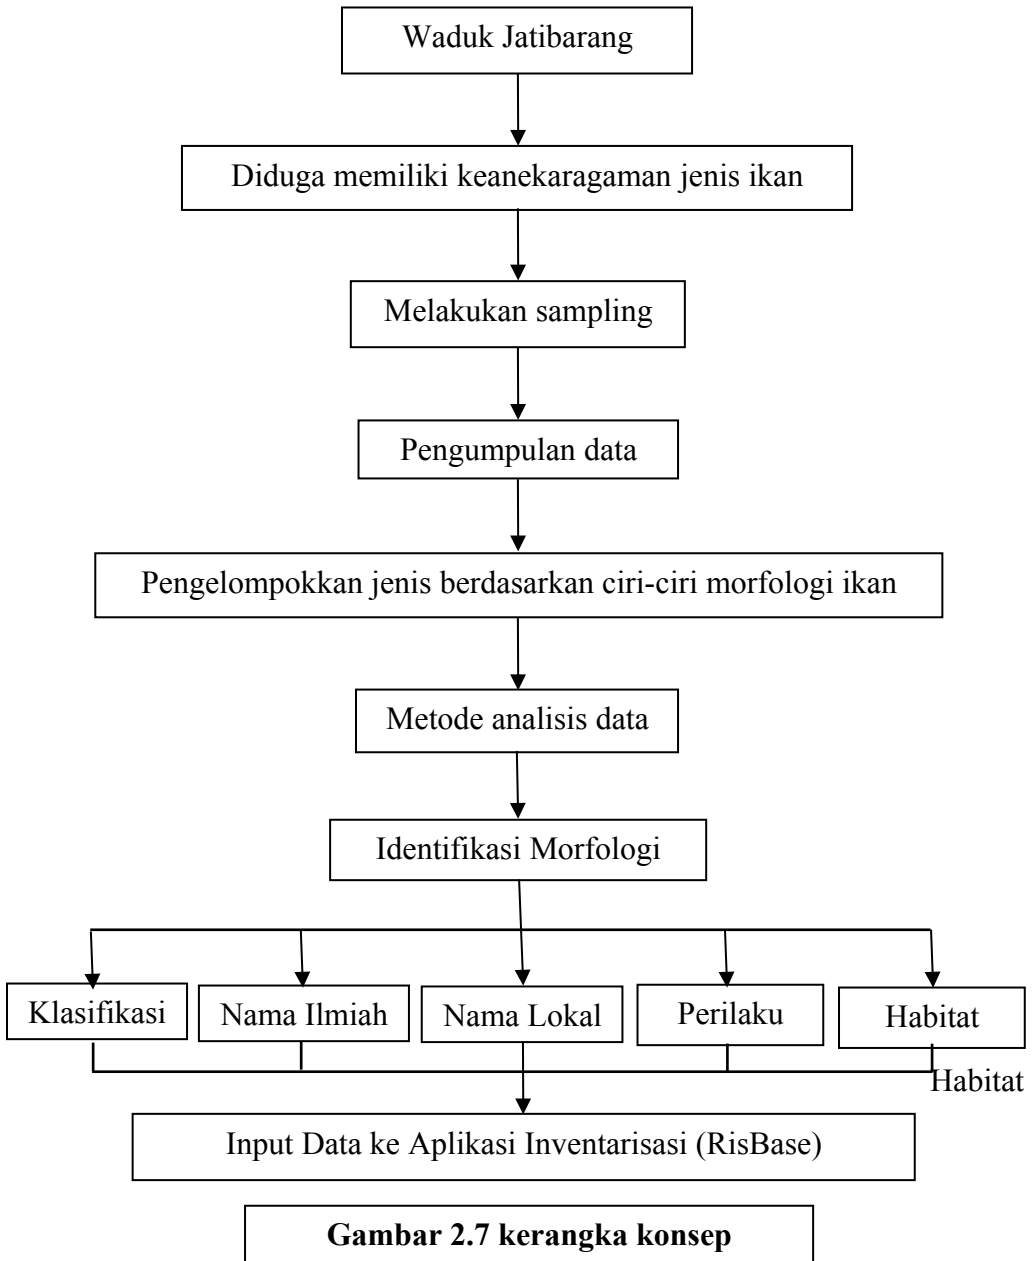 Waduk Jatibarang
Diduga memiliki keanekaragaman jenis ikan
Melakukan sampling
Pengumpulan data
Pengelompokkan jenis berdasarkan ciri-ciri morfologi ikan
Metode analisis data
Identifikasi Morfologi
Klasifikasi
Nama Ilmiah
Nama Lokal
Perilaku
Habitat
Habitat
Input Data ke Aplikasi Inventarisasi (RisBase)
Gambar 2.7 kerangka konsep